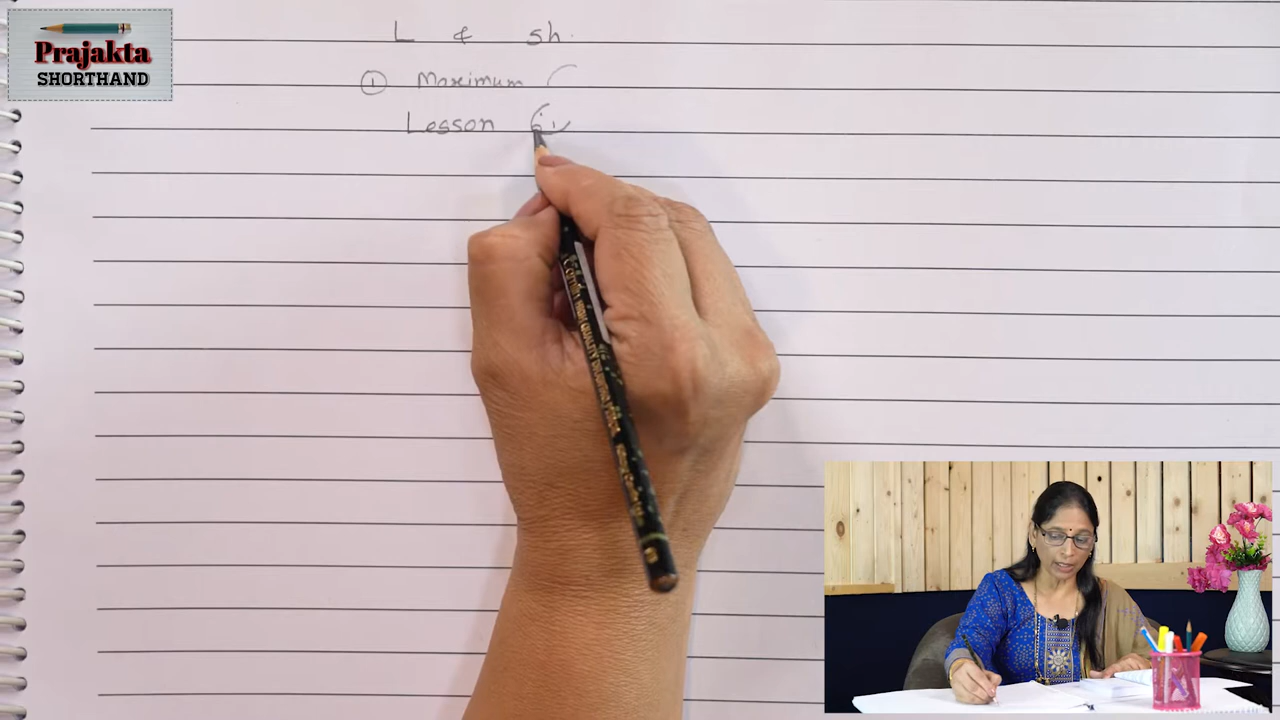 Prajakta
SHORTHAND
L & sh.
① Maximum
Lesson